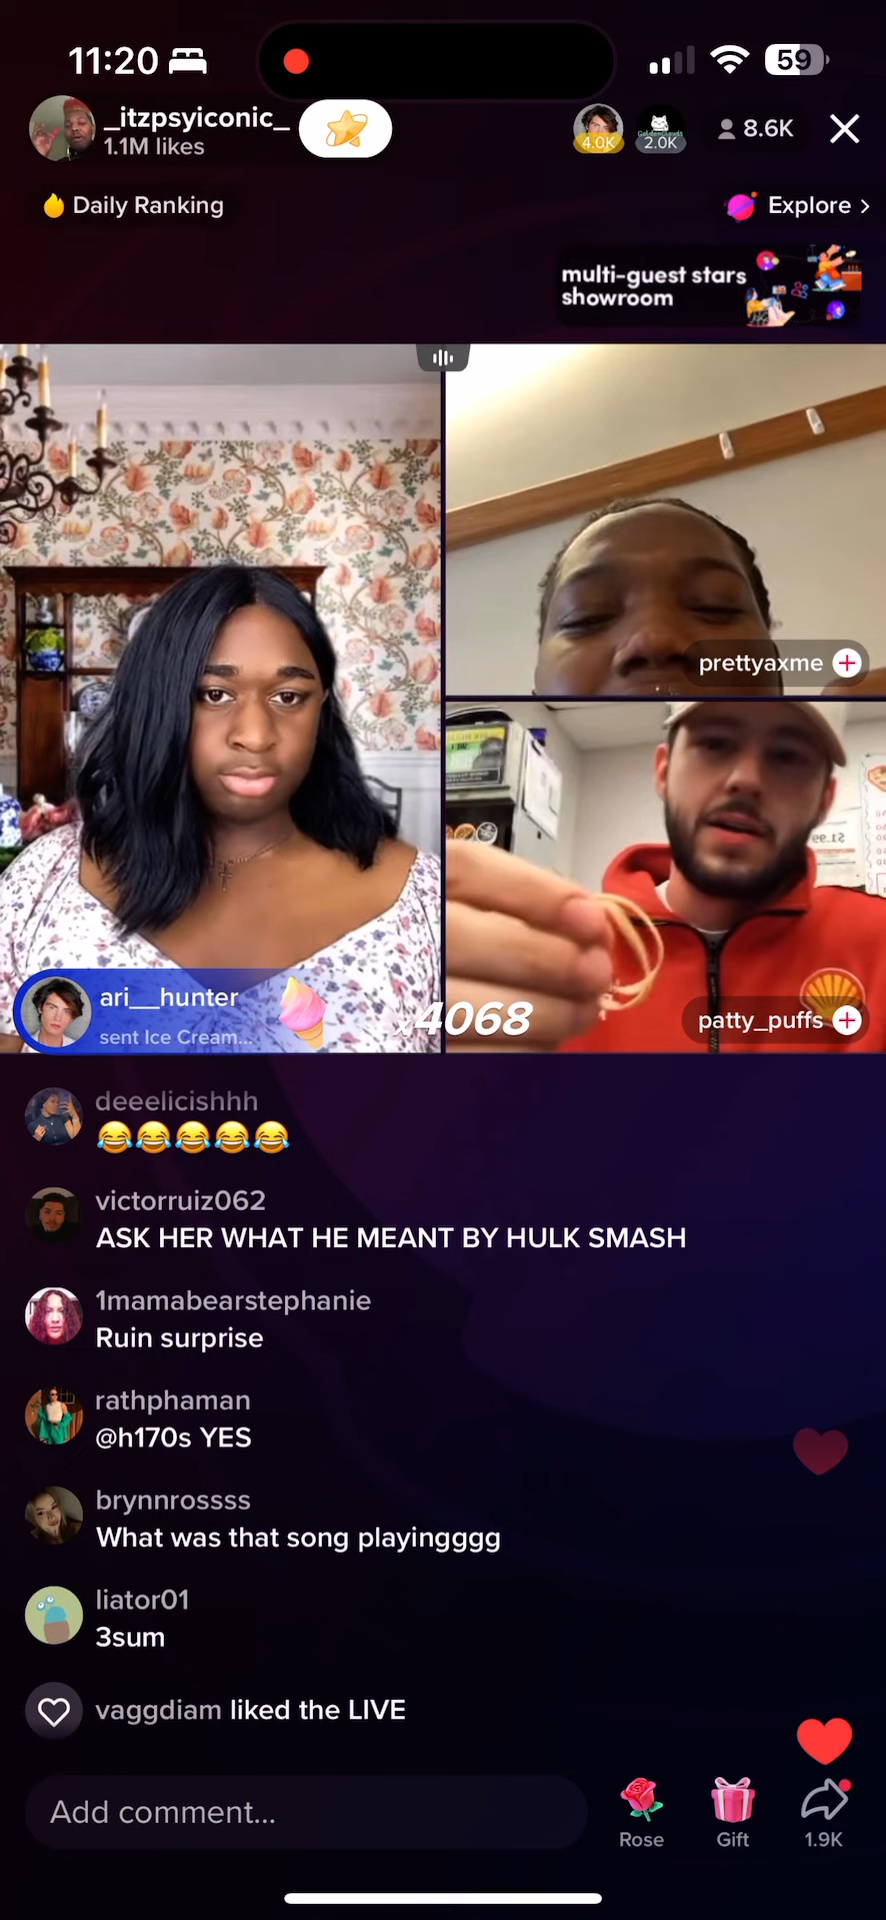 11:20
59
_itzpsyiconic_
1.1M likes
4.0K
2.0K
8.6K
Daily Ranking
Explore >
multi-guest stars
showroom
prettyaxme
patty_puffs
ari__hunter
sent Ice Cream...
x4068
deeelicishhh
😂😂😂😂😂
victorruiz062
ASK HER WHAT HE MEANT BY HULK SMASH
1mamabearstephanie
Ruin surprise
rathphaman
@h170s YES
brynnrossss
What was that song playingggg
liator01
3sum
vaggdiam liked the LIVE
Add comment...
Rose
Gift
1.9K